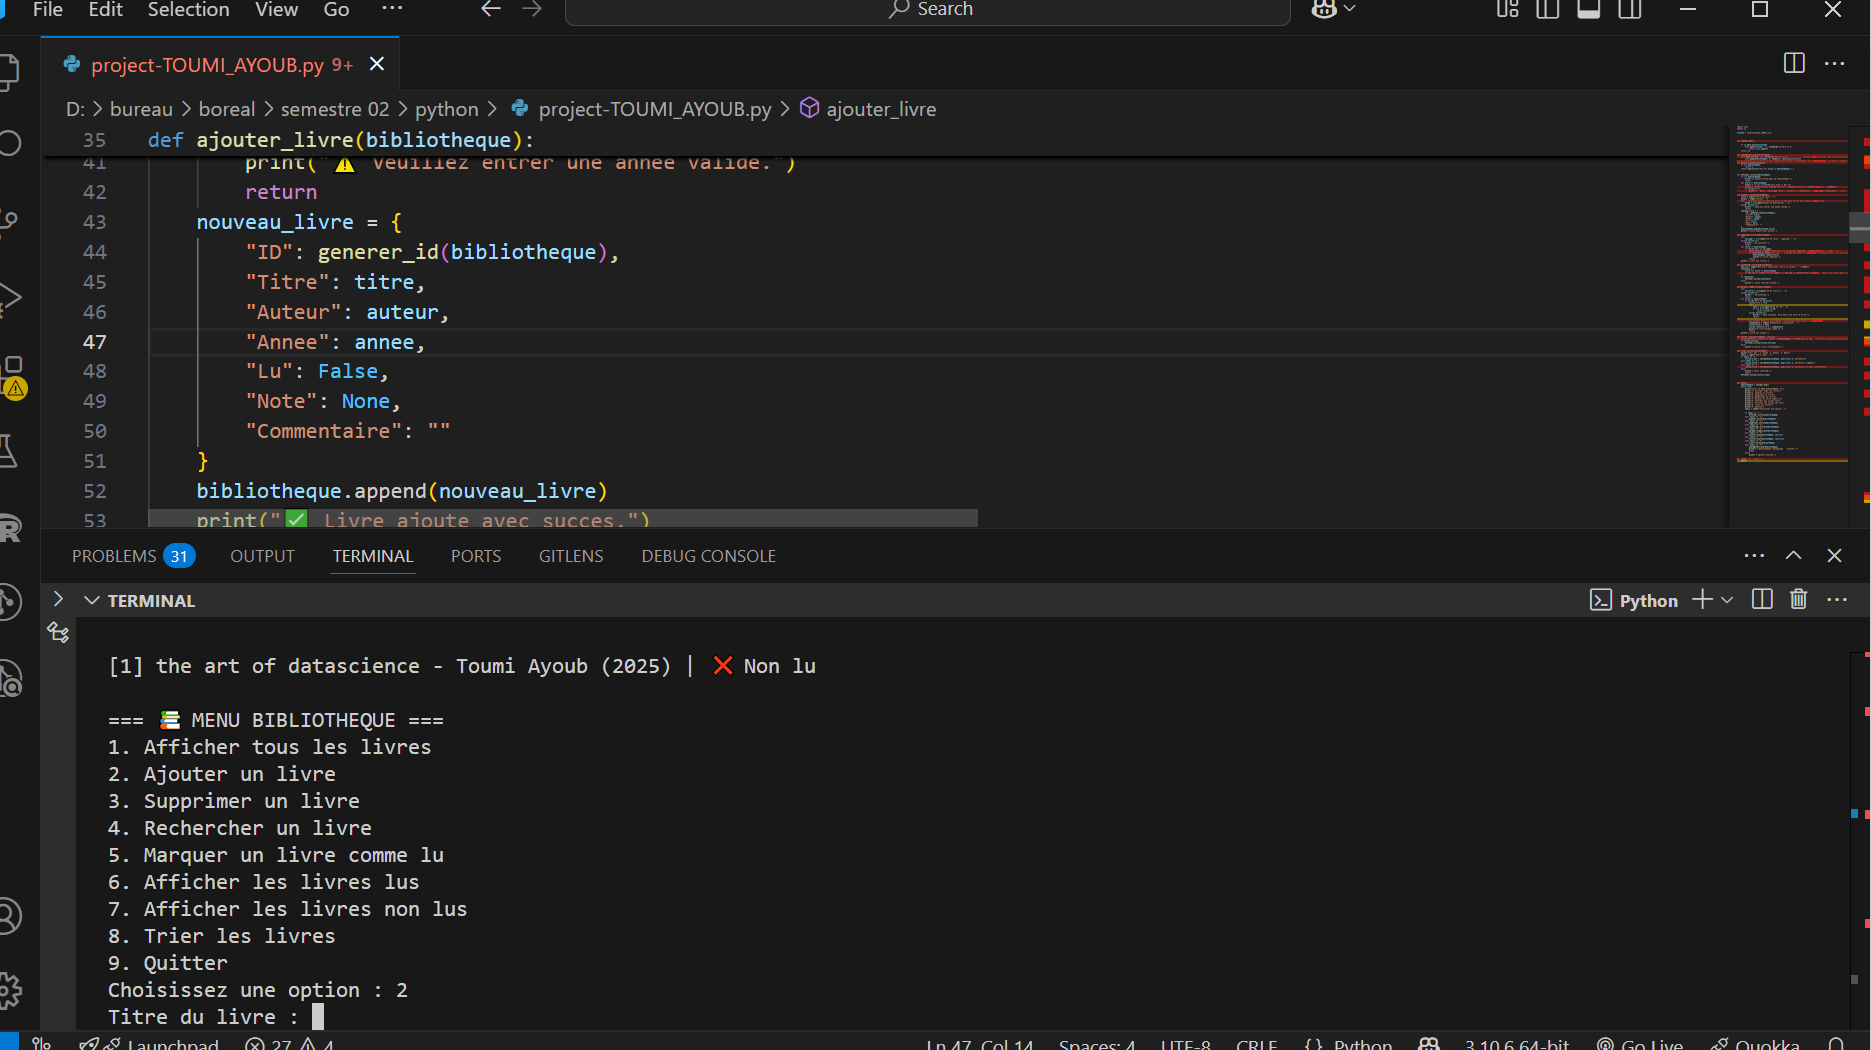 File Edit Selection View Go ··· Search
project-TOUMI_AYOUB.py 9+
D: > bureau > boreal > semestre 02 > python > project-TOUMI_AYOUB.py > ajouter_livre
35 def ajouter_livre(bibliotheque):
41 print("⚠️ Veuillez entrer une annee valide.")
42 return
43 nouveau_livre = {
44 "ID": generer_id(bibliotheque),
45 "Titre": titre,
46 "Auteur": auteur,
47 "Annee": annee,
48 "Lu": False,
49 "Note": None,
50 "Commentaire": ""
51 }
52 bibliotheque.append(nouveau_livre)
53 print("✅ Livre ajoute avec succes.")
PROBLEMS 31 OUTPUT TERMINAL PORTS GITLENS DEBUG CONSOLE
TERMINAL Python
[1] the art of datascience - Toumi Ayoub (2025) | ❌ Non lu
=== 📚 MENU BIBLIOTHEQUE ===
1. Afficher tous les livres
2. Ajouter un livre
3. Supprimer un livre
4. Rechercher un livre
5. Marquer un livre comme lu
6. Afficher les livres lus
7. Afficher les livres non lus
8. Trier les livres
9. Quitter
Choisissez une option : 2
Titre du livre :
Launchpad 27 4 Ln 47, Col 14 Spaces: 4 UTF-8 CRLF {} Python 3.10.6 64-bit Go Live Quokka